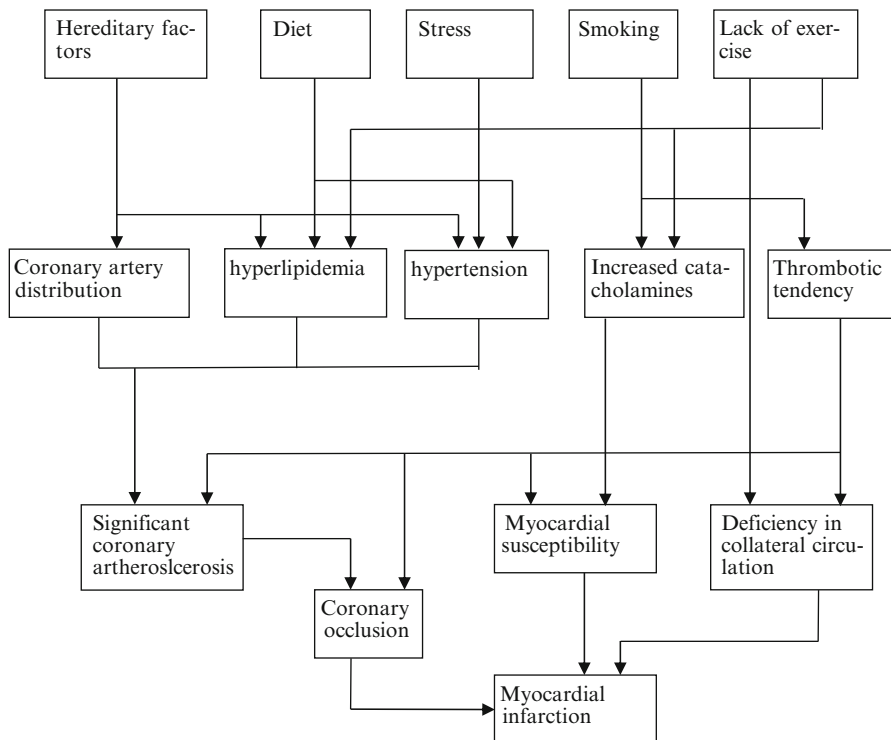 Hereditary fac-
tors
Diet
Stress
Smoking
Lack of exer-
cise
Coronary artery
distribution
hyperlipidemia
hypertension
Increased cata-
cholamines
Thrombotic
tendency
Significant
coronary
artheroslcerosis
Myocardial
susceptibility
Deficiency in
collateral circu-
lation
Coronary
occlusion
Myocardial
infarction